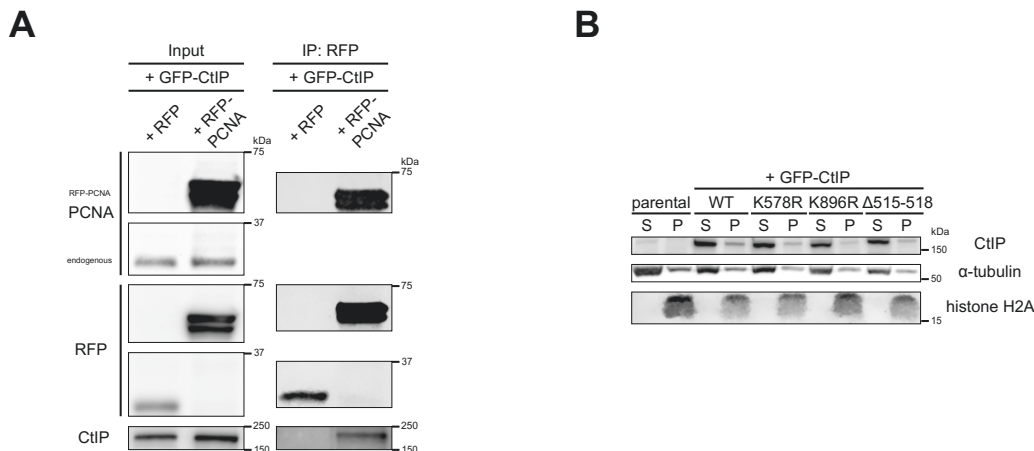 A
Input
IP: RFP
+ GFP-CtIP
+ GFP-CtIP
+ RFP
+ RFP-
PCNA
+ RFP
+ RFP-
PCNA
kDa
75
kDa
75
RFP-PCNA
PCNA
37
endogenous
75
75
RFP
37
37
CtIP
250
150
250
150
B
+ GFP-CtIP
parental WT K578R K896R Δ515-518
S P S P S P S P S P
kDa
150
CtIP
50
α-tubulin
histone H2A
15